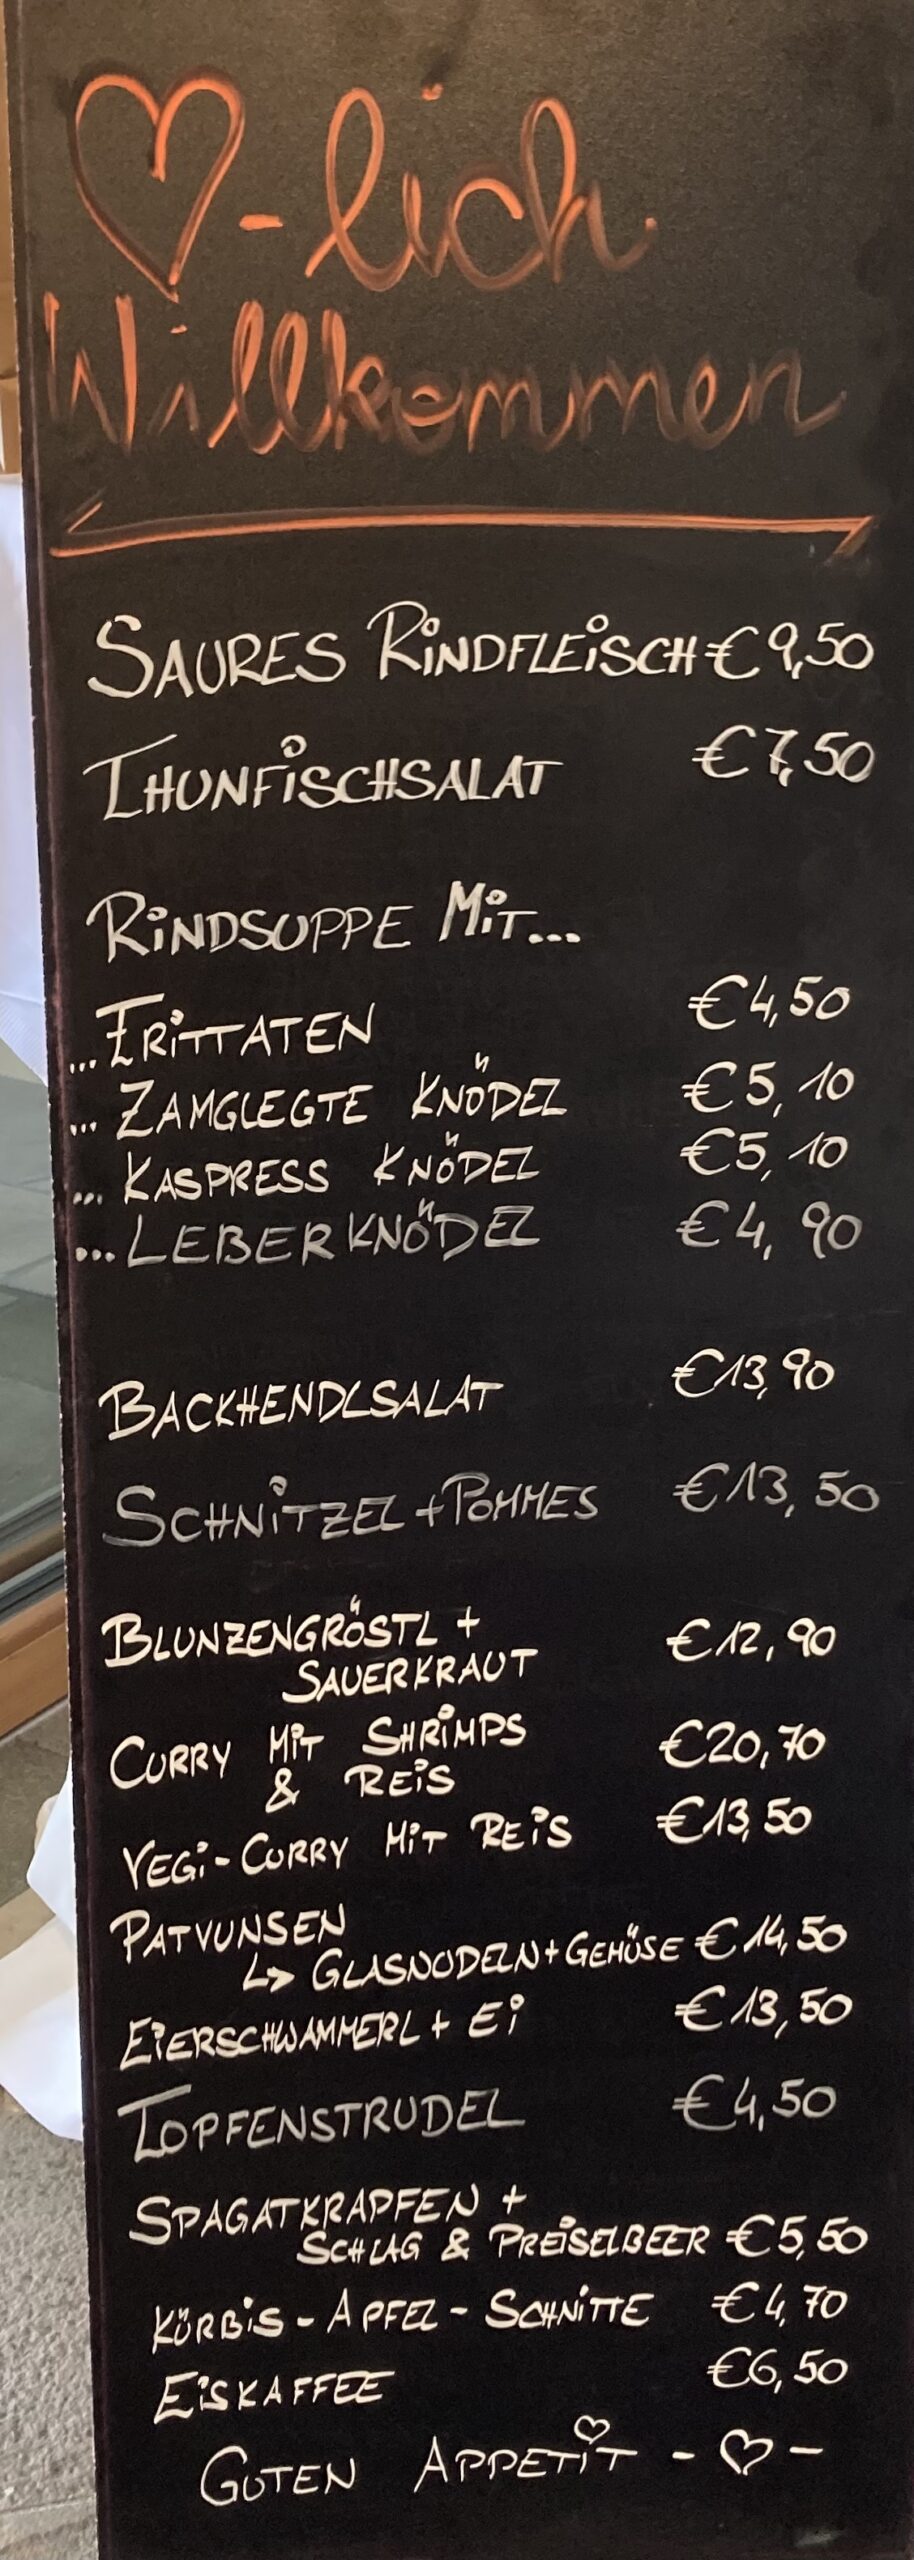 ♡-lich
Willkommen
SAURES RINDFLEISCH € 9,50
THUNFISCHSALAT € 7,50
RINDSUPPE MIT...
...FRITTATEN € 4,50
... ZAMGLEGTE KNÖDEL € 5,10
... KASPRESS KNÖDEL € 5,10
...LEBERKNÖDEL € 4,90
BACKHENDLSALAT € 13,90
SCHNITZEL + POMMES € 13,50
BLUNZENGRÖSTL +
SAUERKRAUT € 12,90
CURRY MIT SHRIMPS € 20,70
& REIS
VEGI-CURRY MIT REIS € 13,50
PATVUNSEN
↳ GLASNUDELN + GEMÜSE € 14,50
EIERSCHWAMMERL + EI € 13,50
TOPFENSTRUDEL € 4,50
SPAGATKRAPFEN +
SCHLAG & PREISELBEER € 5,50
KÜRBIS - APFEL - SCHNITTE € 4,70
EISKAFFEE € 6,50
GUTEN APPETIT - ♡ -